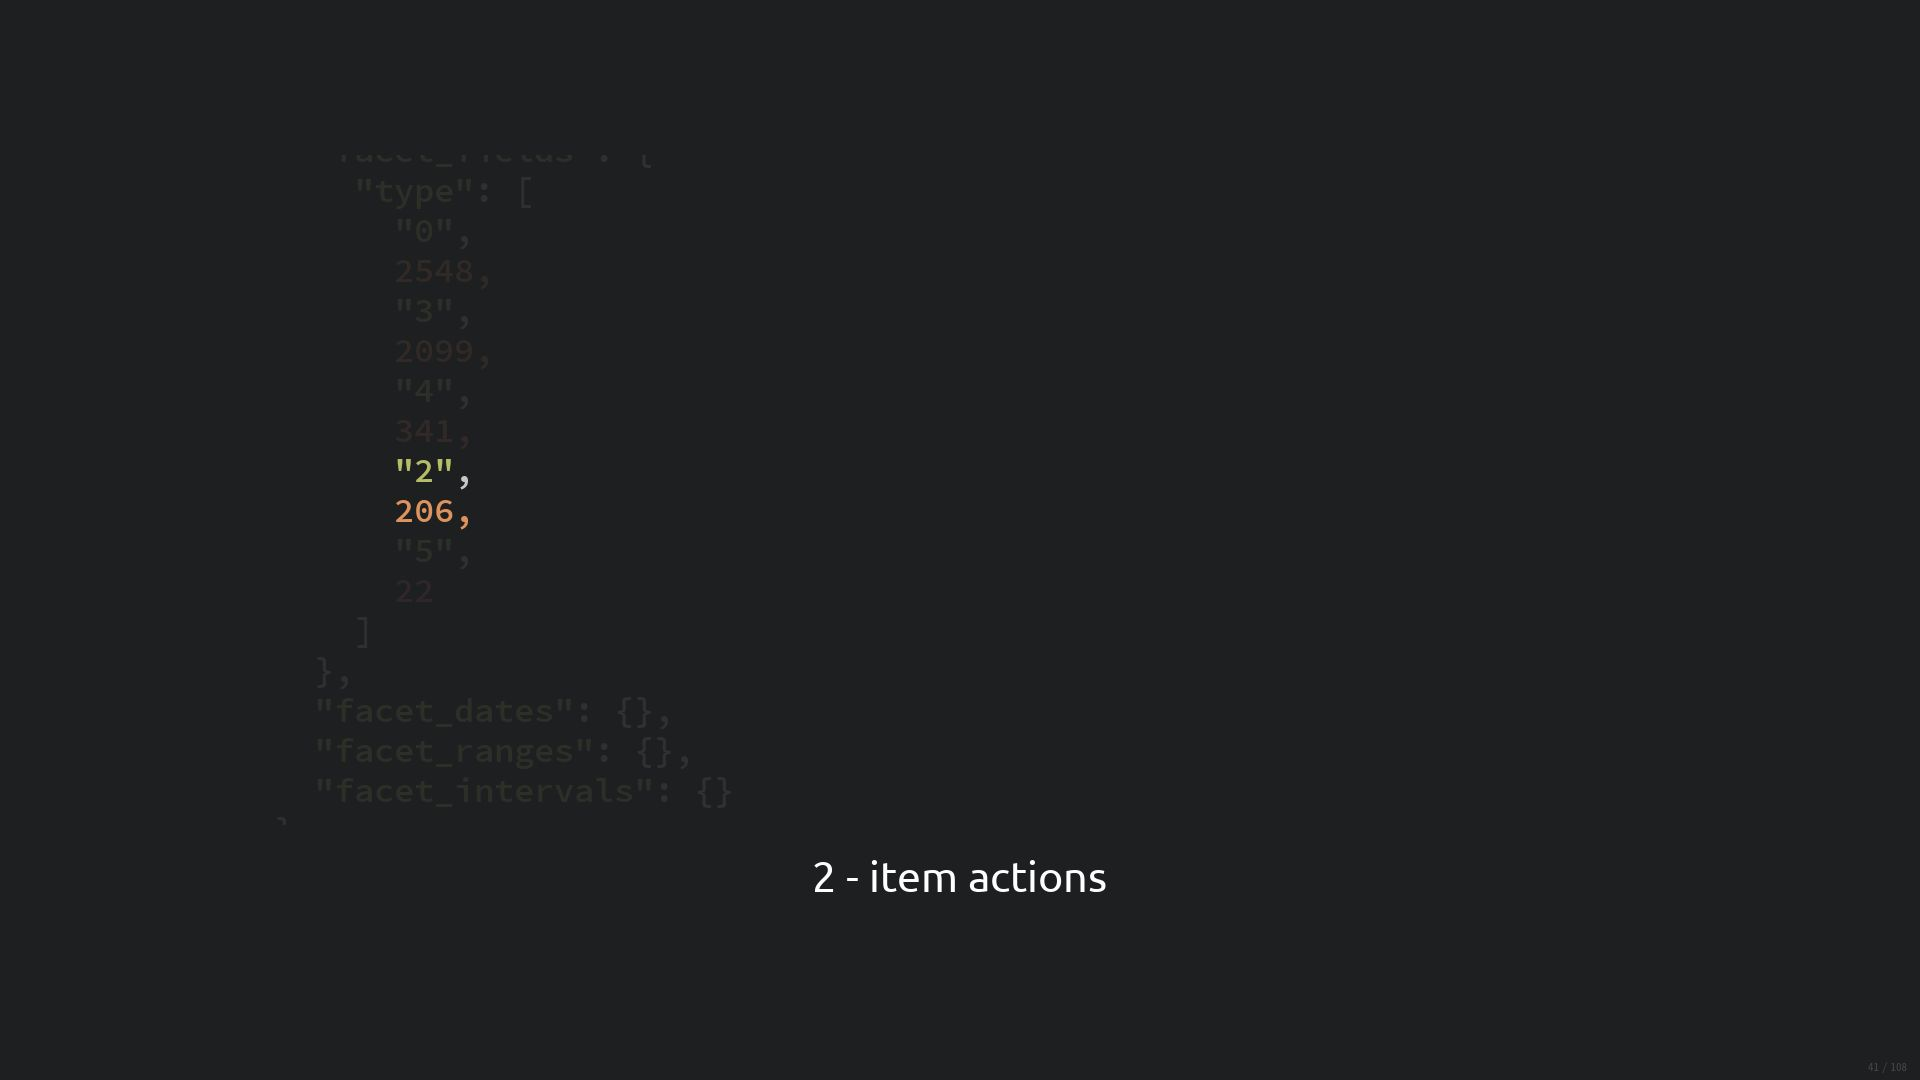 "facet_fields": {
"type": [
"0",
2548,
"3",
2099,
"4",
341,
"2",
206,
"5",
22
]
},
"facet_dates": {},
"facet_ranges": {},
"facet_intervals": {}
}
2 - item actions
41 / 108